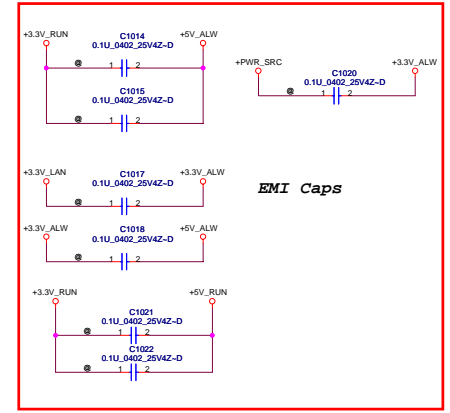 +3.3V_RUN C1014 +5V_ALW
0.1U_0402_25V4Z~D
@ 1 2
C1015
0.1U_0402_25V4Z~D
@ 1 2
+PWR_SRC C1020 +3.3V_ALW
0.1U_0402_25V4Z~D
@ 1 2
+3.3V_LAN C1017 +3.3V_ALW
0.1U_0402_25V4Z~D
@ 1 2
EMI Caps
+3.3V_ALW C1018 +5V_ALW
0.1U_0402_25V4Z~D
@ 1 2
+3.3V_RUN +5V_RUN
C1021
0.1U_0402_25V4Z~D
@ 1 2
C1022
0.1U_0402_25V4Z~D
@ 1 2